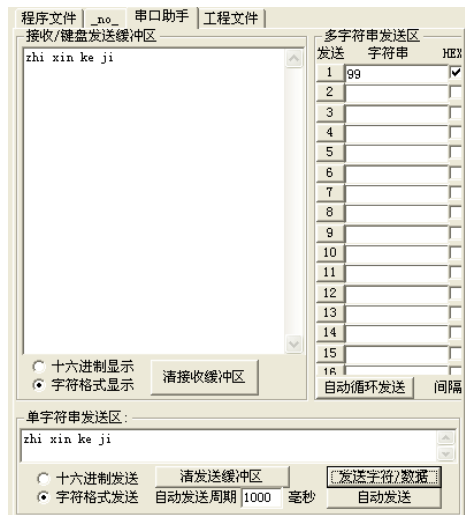 程序文件 _no_ 串口助手 工程文件
接收/键盘发送缓冲区
zhi xin ke ji
十六进制显示
字符格式显示
清接收缓冲区
多字符串发送区
发送 字符串 HEX
1 99
2
3
4
5
6
7
8
9
10
11
12
13
14
15
16
自动循环发送 间隔
单字符串发送区:
zhi xin ke ji
十六进制发送 清发送缓冲区 发送字符/数据
字符格式发送 自动发送周期 1000 毫秒 自动发送